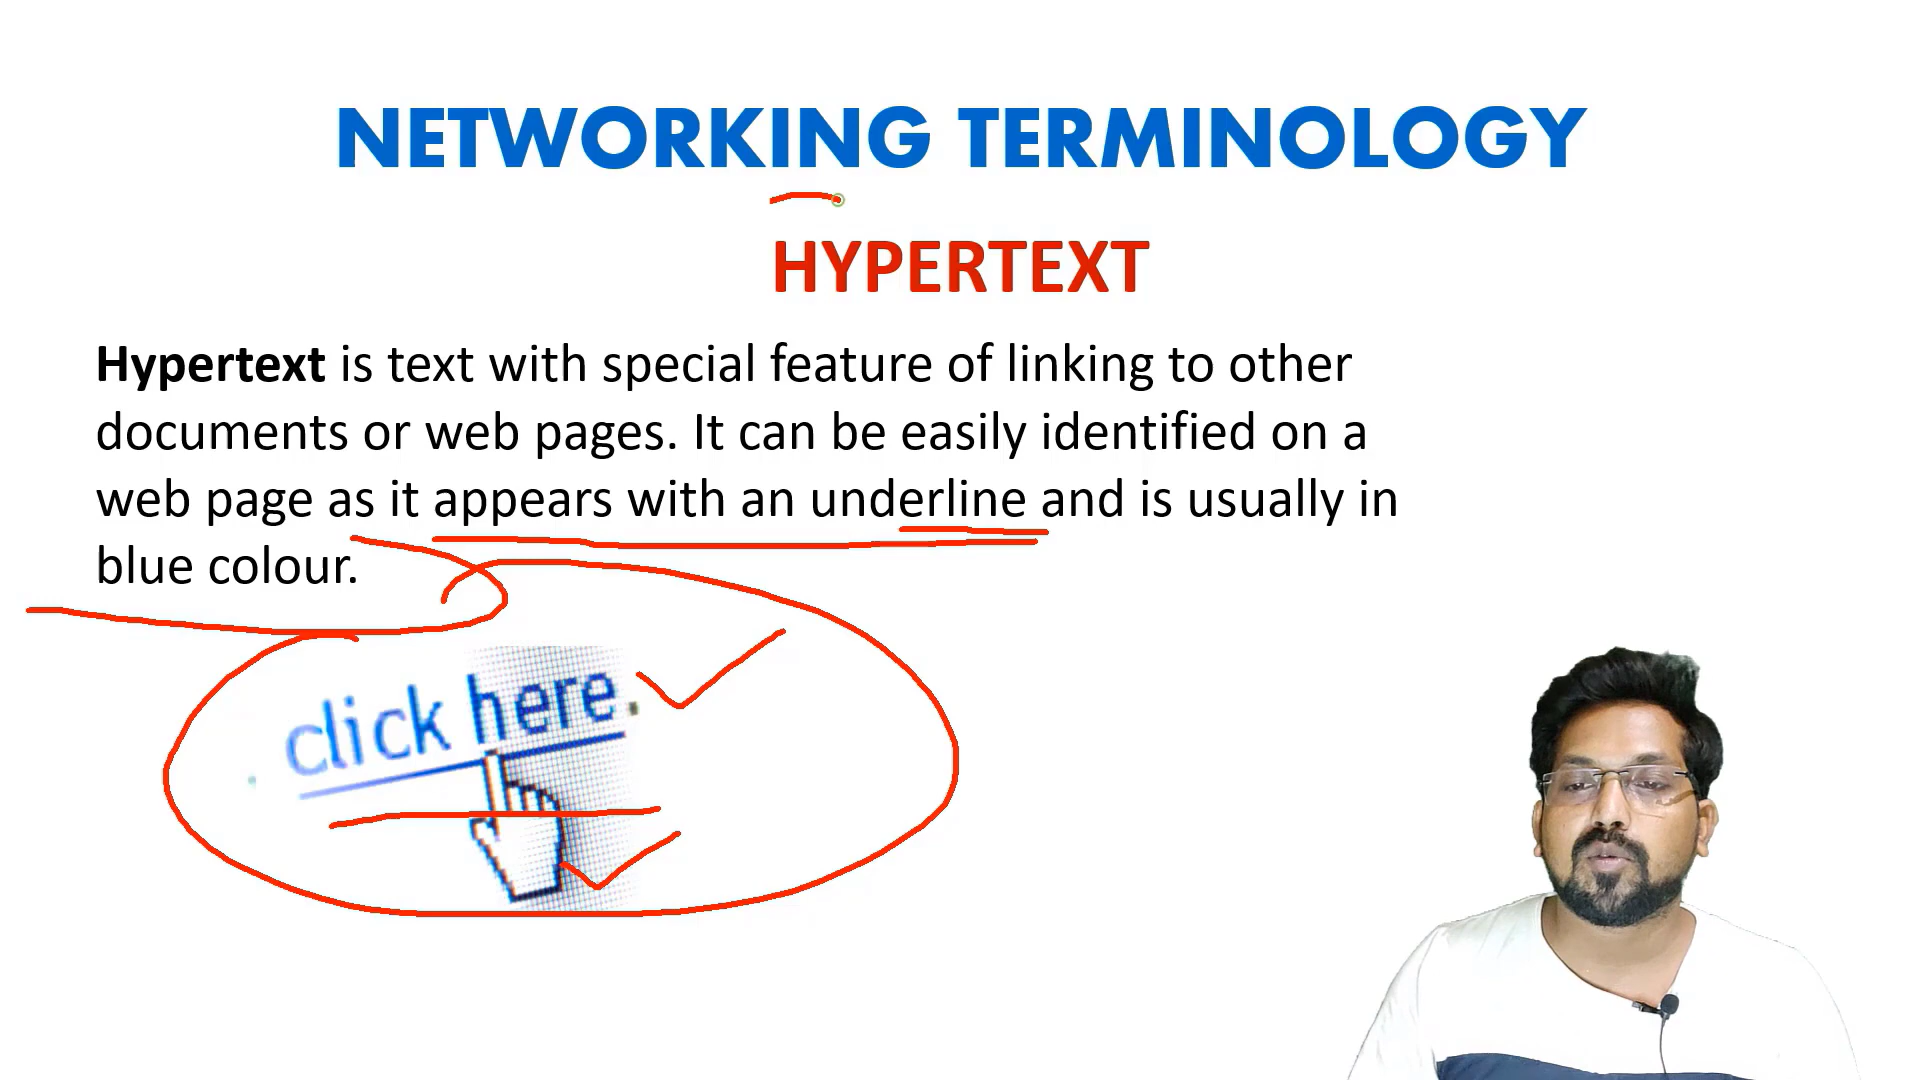 NETWORKING TERMINOLOGY
HYPERTEXT
Hypertext is text with special feature of linking to other
documents or web pages. It can be easily identified on a
web page as it appears with an underline and is usually in
blue colour.
click here.